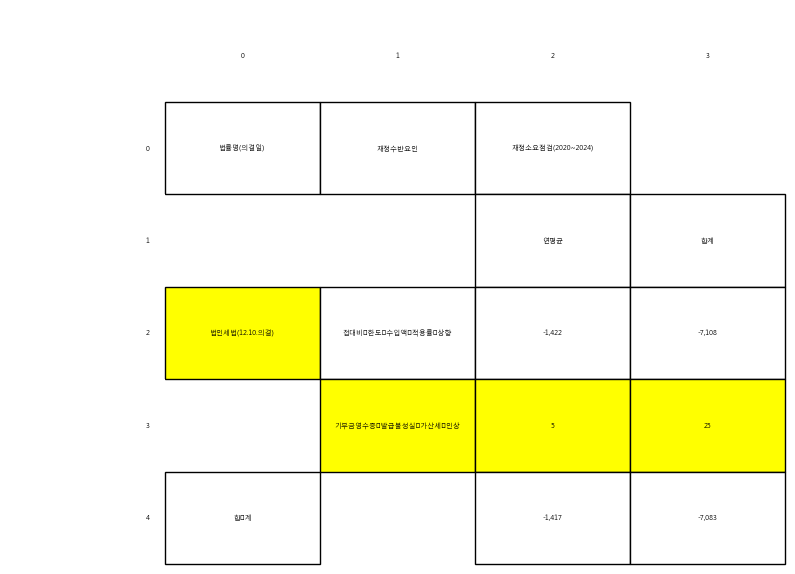 0 1 2 3
0 법률명(의결일) 재정수반요인 재정소요점검(2020~2024)
1 연평균 합계
2 법인세법(12.10.의결) 접대비□한도□수입액□적용률□상향 -1,422 -7,108
3 기부금영수증□발급불성실□가산세□인상 5 25
4 합□계 -1,417 -7,083